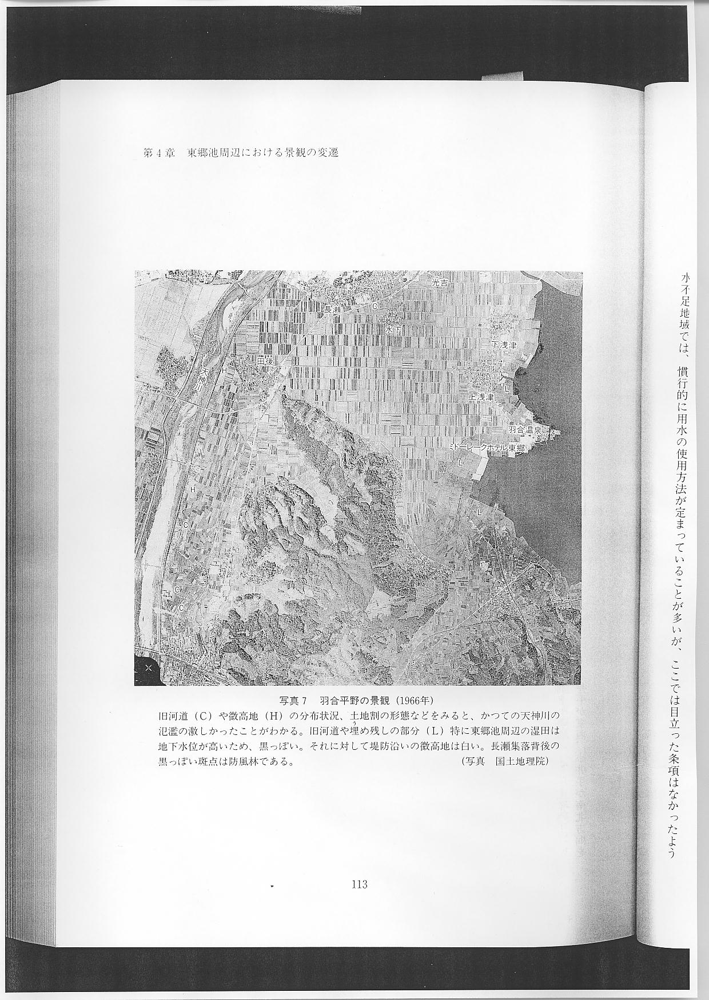 第4章 東郷池周辺における景観の変遷
光吉
長瀬
C
水下
下浅津
田後
H
天神川
L
上浅津
羽合温泉
ミドーレークホテル東郷
L
H
L
C
C
H
C
写真7 羽合平野の景観(1966年)
旧河道(C)や微高地(H)の分布状況、土地割の形態などをみると、かつての天神川の
氾濫の激しかったことがわかる。旧河道や埋め残しの部分(L)特に東郷池周辺の湿田は
う
地下水位が高いため、黒っぽい。それに対して堤防沿いの微高地は白い。長瀬集落背後の
黒っぽい斑点は防風林である。 (写真 国土地理院)
113
水不足地域では、慣行的に用水の使用方法が定まっていることが多いが、ここでは目立った条項はなかったよう